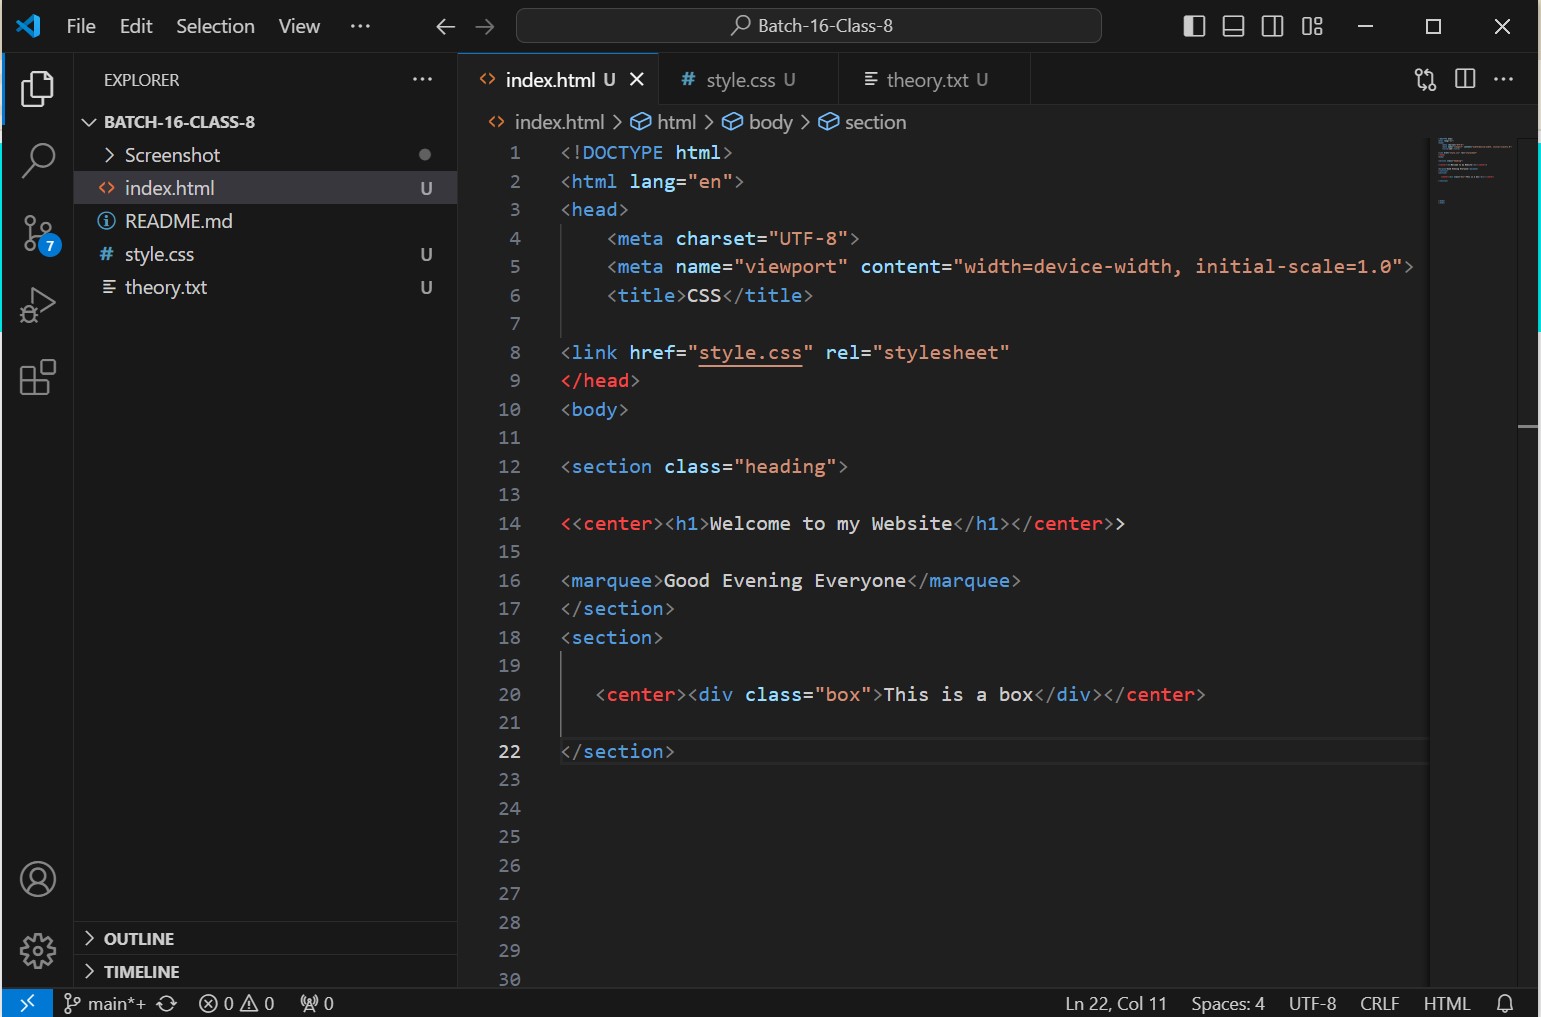 File Edit Selection View ··· Batch-16-Class-8
EXPLORER ···
BATCH-16-CLASS-8
Screenshot
index.html U
README.md
style.css U
theory.txt U
OUTLINE
TIMELINE
index.html U style.css U theory.txt U
index.html > html > body > section
1 <!DOCTYPE html>
2 <html lang="en">
3 <head>
4 <meta charset="UTF-8">
5 <meta name="viewport" content="width=device-width, initial-scale=1.0">
6 <title>CSS</title>
7
8 <link href="style.css" rel="stylesheet"
9 </head>
10 <body>
11
12 <section class="heading">
13
14 <<center><h1>Welcome to my Website</h1></center>>
15
16 <marquee>Good Evening Everyone</marquee>
17 </section>
18 <section>
19
20 <center><div class="box">This is a box</div></center>
21
22 </section>
23
24
25
26
27
28
29
30
7
main*+ 0 0 0 Ln 22, Col 11 Spaces: 4 UTF-8 CRLF HTML